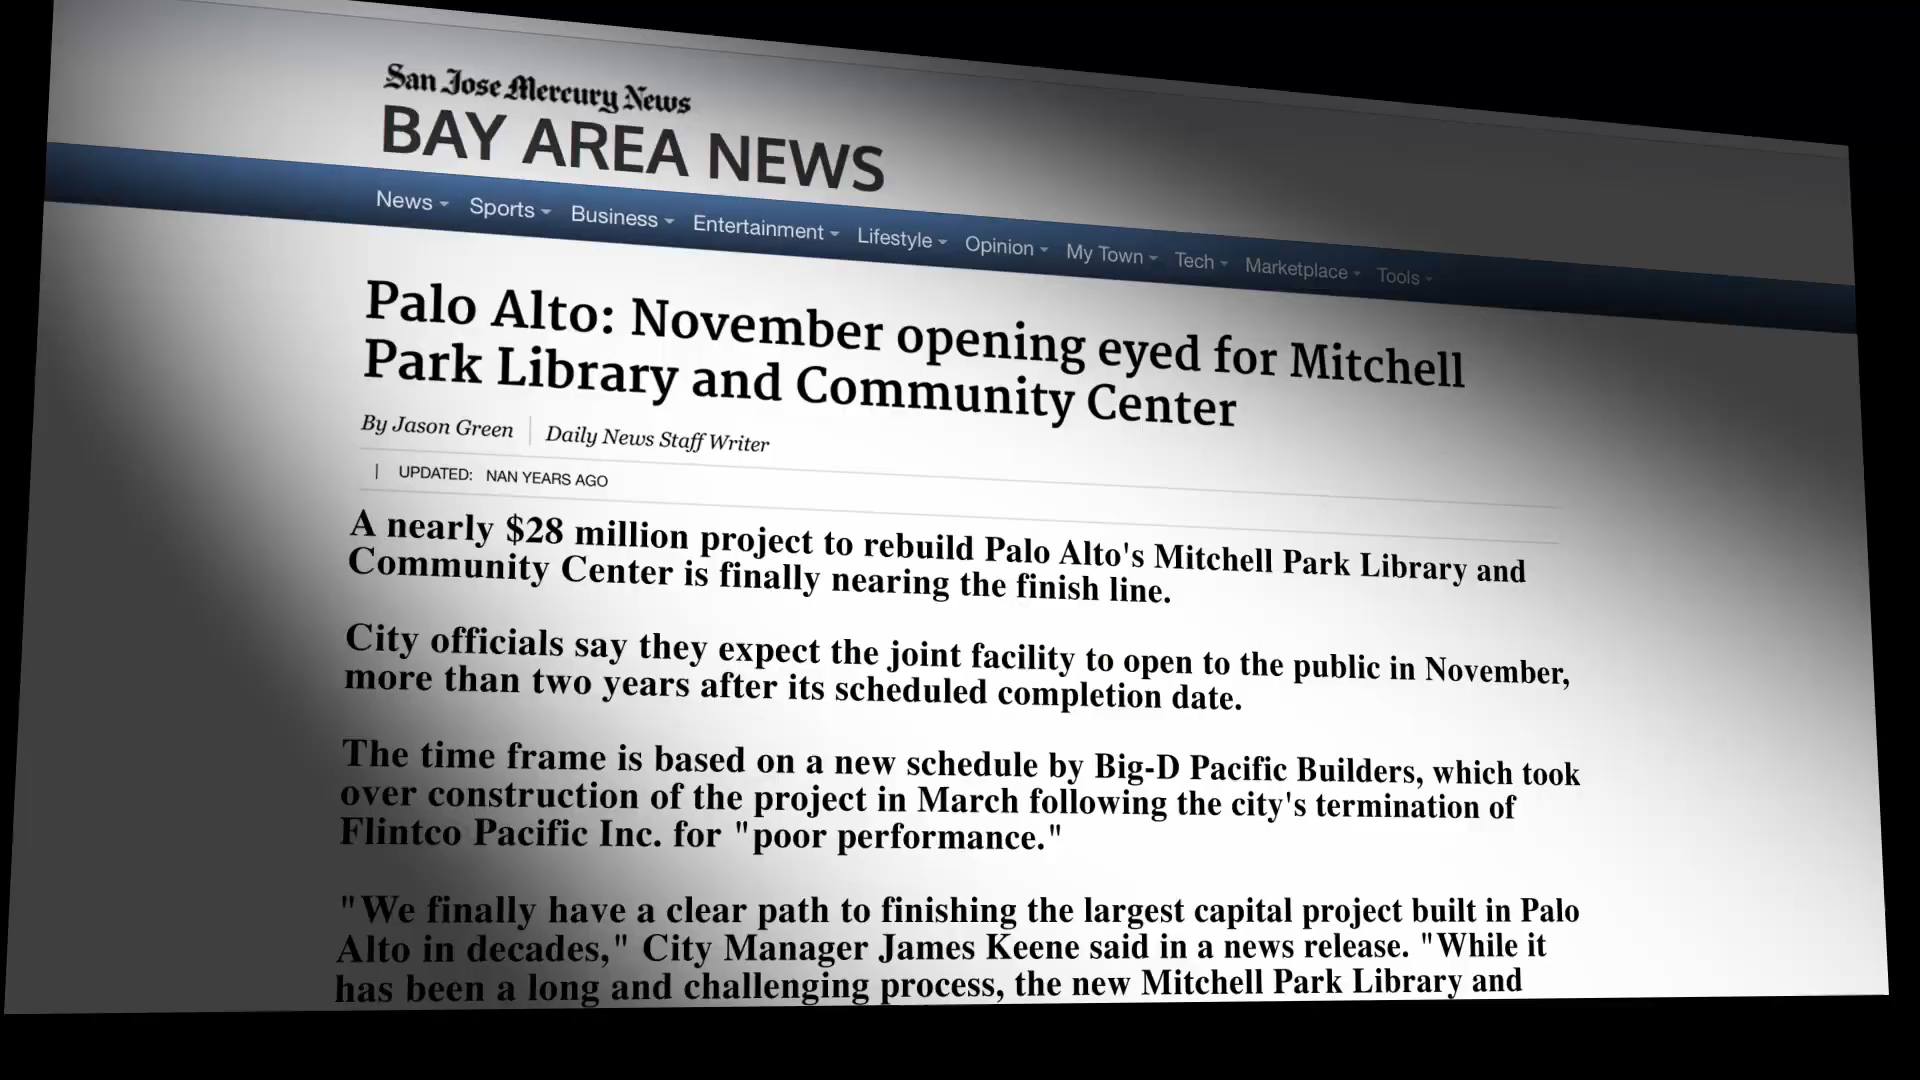 San Jose Mercury News
BAY AREA NEWS
News Sports Business Entertainment Lifestyle Opinion My Town Tech Marketplace Tools
Palo Alto: November opening eyed for Mitchell
Park Library and Community Center
By Jason Green | Daily News Staff Writer
| UPDATED: NAN YEARS AGO
A nearly $28 million project to rebuild Palo Alto's Mitchell Park Library and
Community Center is finally nearing the finish line.
City officials say they expect the joint facility to open to the public in November,
more than two years after its scheduled completion date.
The time frame is based on a new schedule by Big-D Pacific Builders, which took
over construction of the project in March following the city's termination of
Flintco Pacific Inc. for "poor performance."
"We finally have a clear path to finishing the largest capital project built in Palo
Alto in decades," City Manager James Keene said in a news release. "While it
has been a long and challenging process, the new Mitchell Park Library and